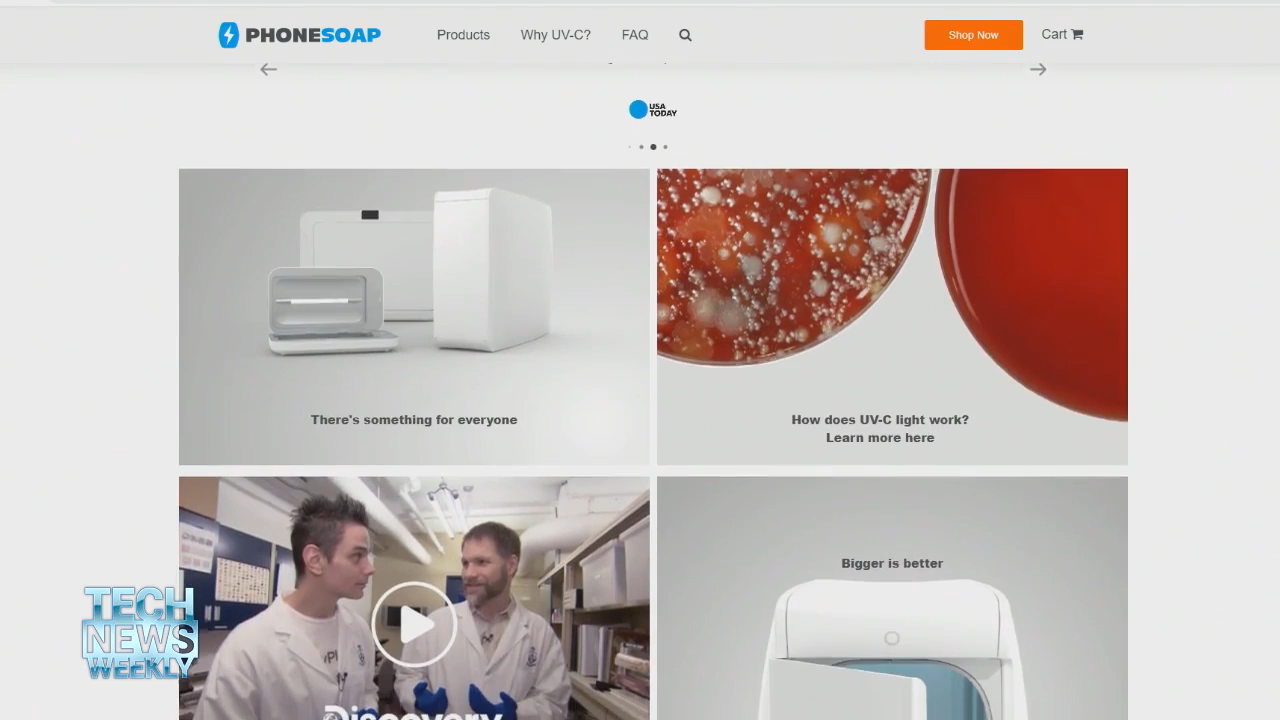 PHONESOAP
Products
Why UV-C?
FAQ
Shop Now
Cart
USA
TODAY
There's something for everyone
How does UV-C light work?
Learn more here
Bigger is better
Discovery
TECH
NEWS
WEEKLY